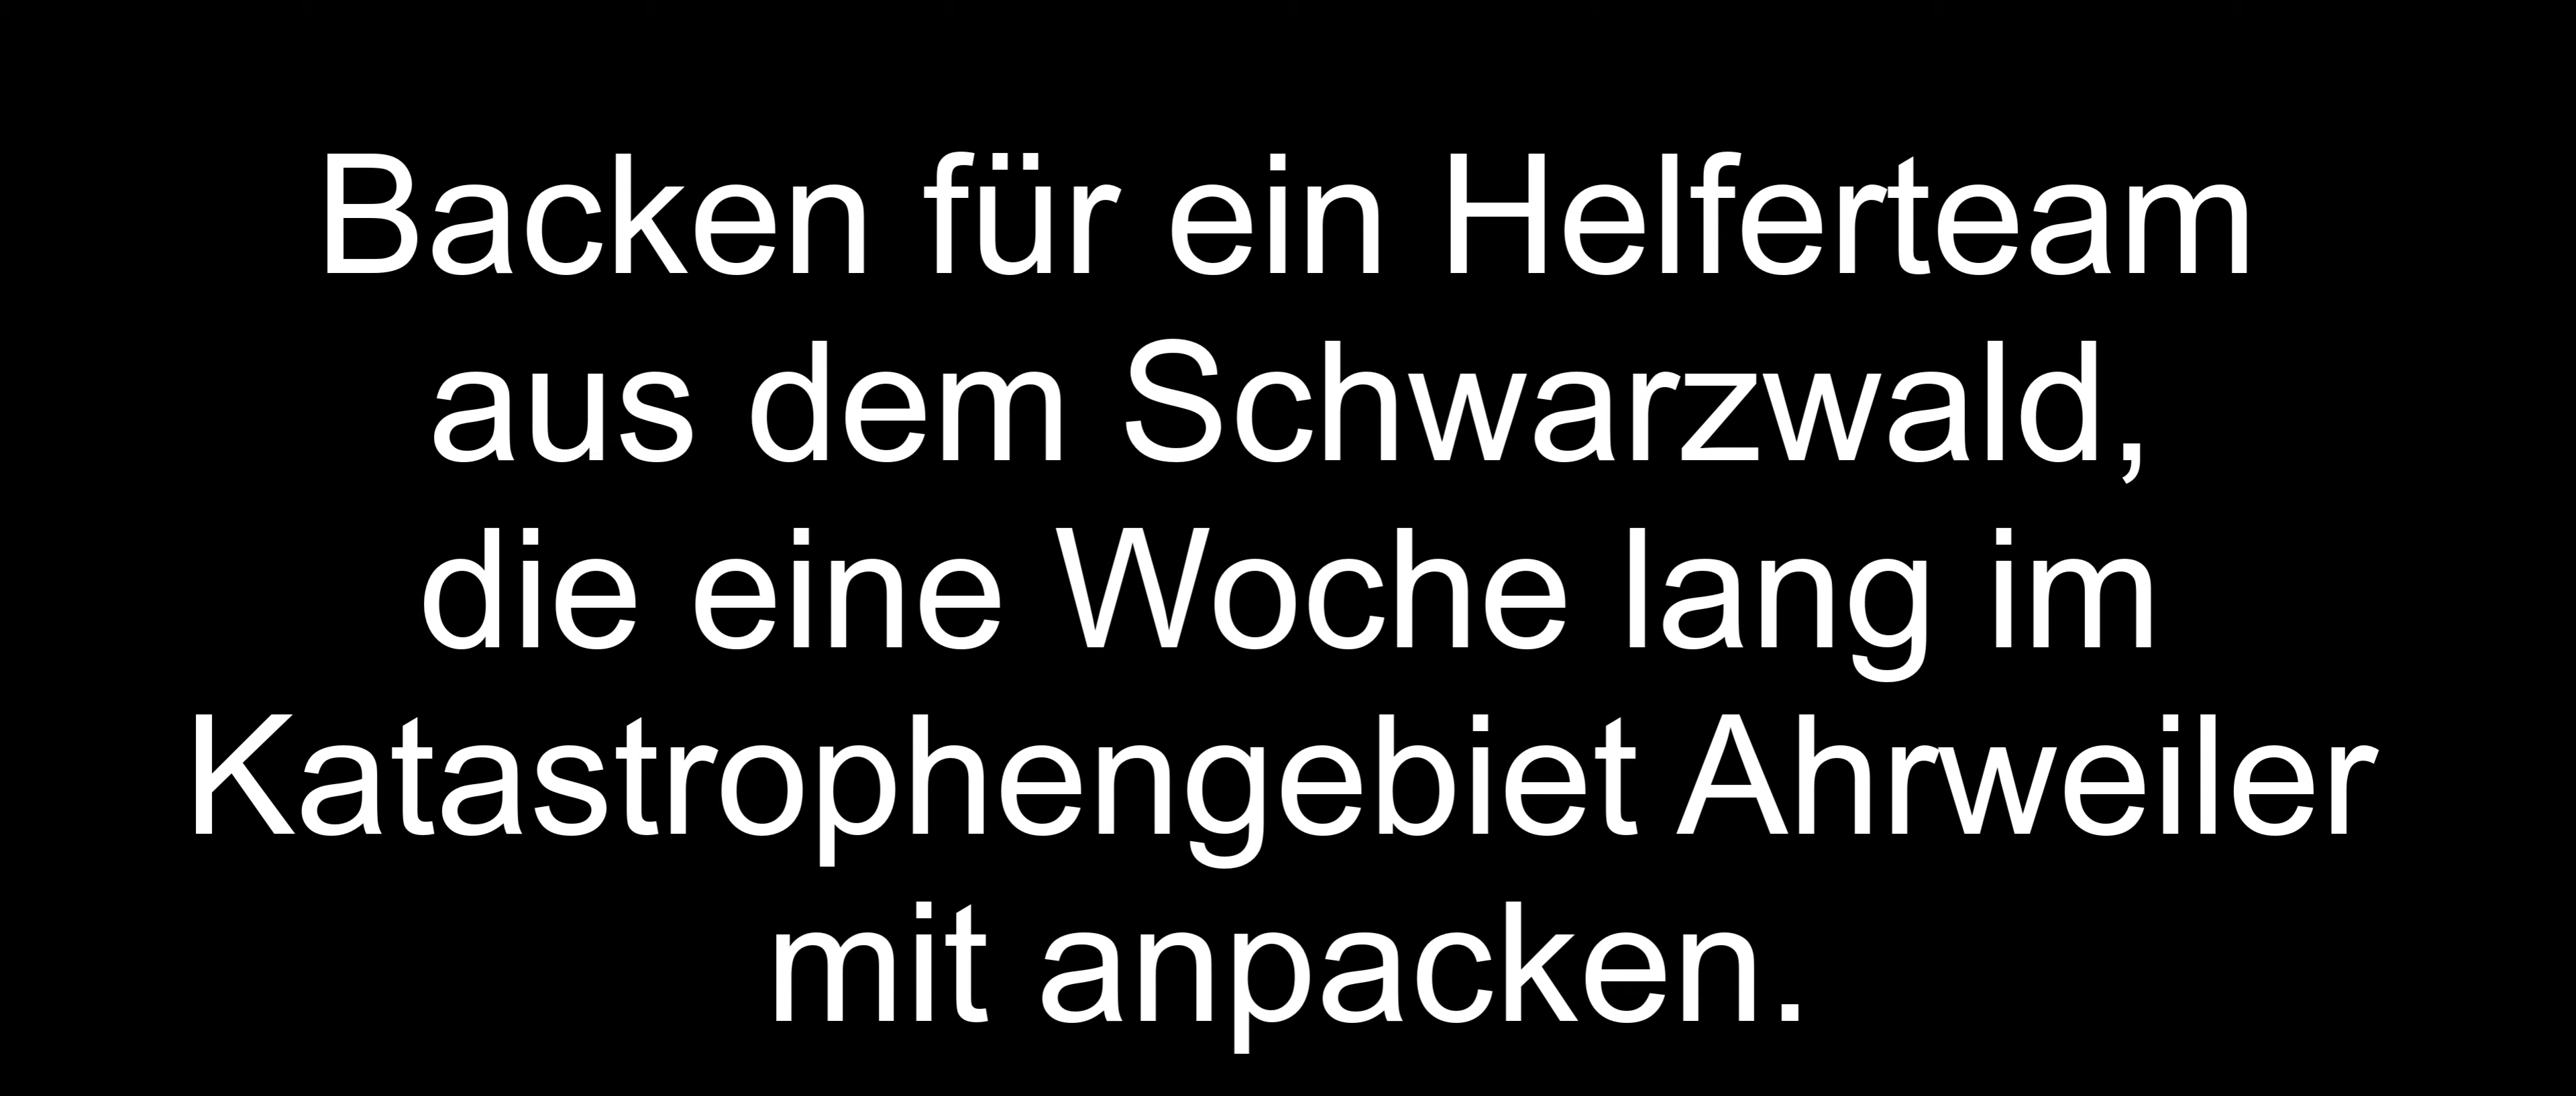 Backen für ein Helferteam
aus dem Schwarzwald,
die eine Woche lang im
Katastrophengebiet Ahrweiler
mit anpacken.